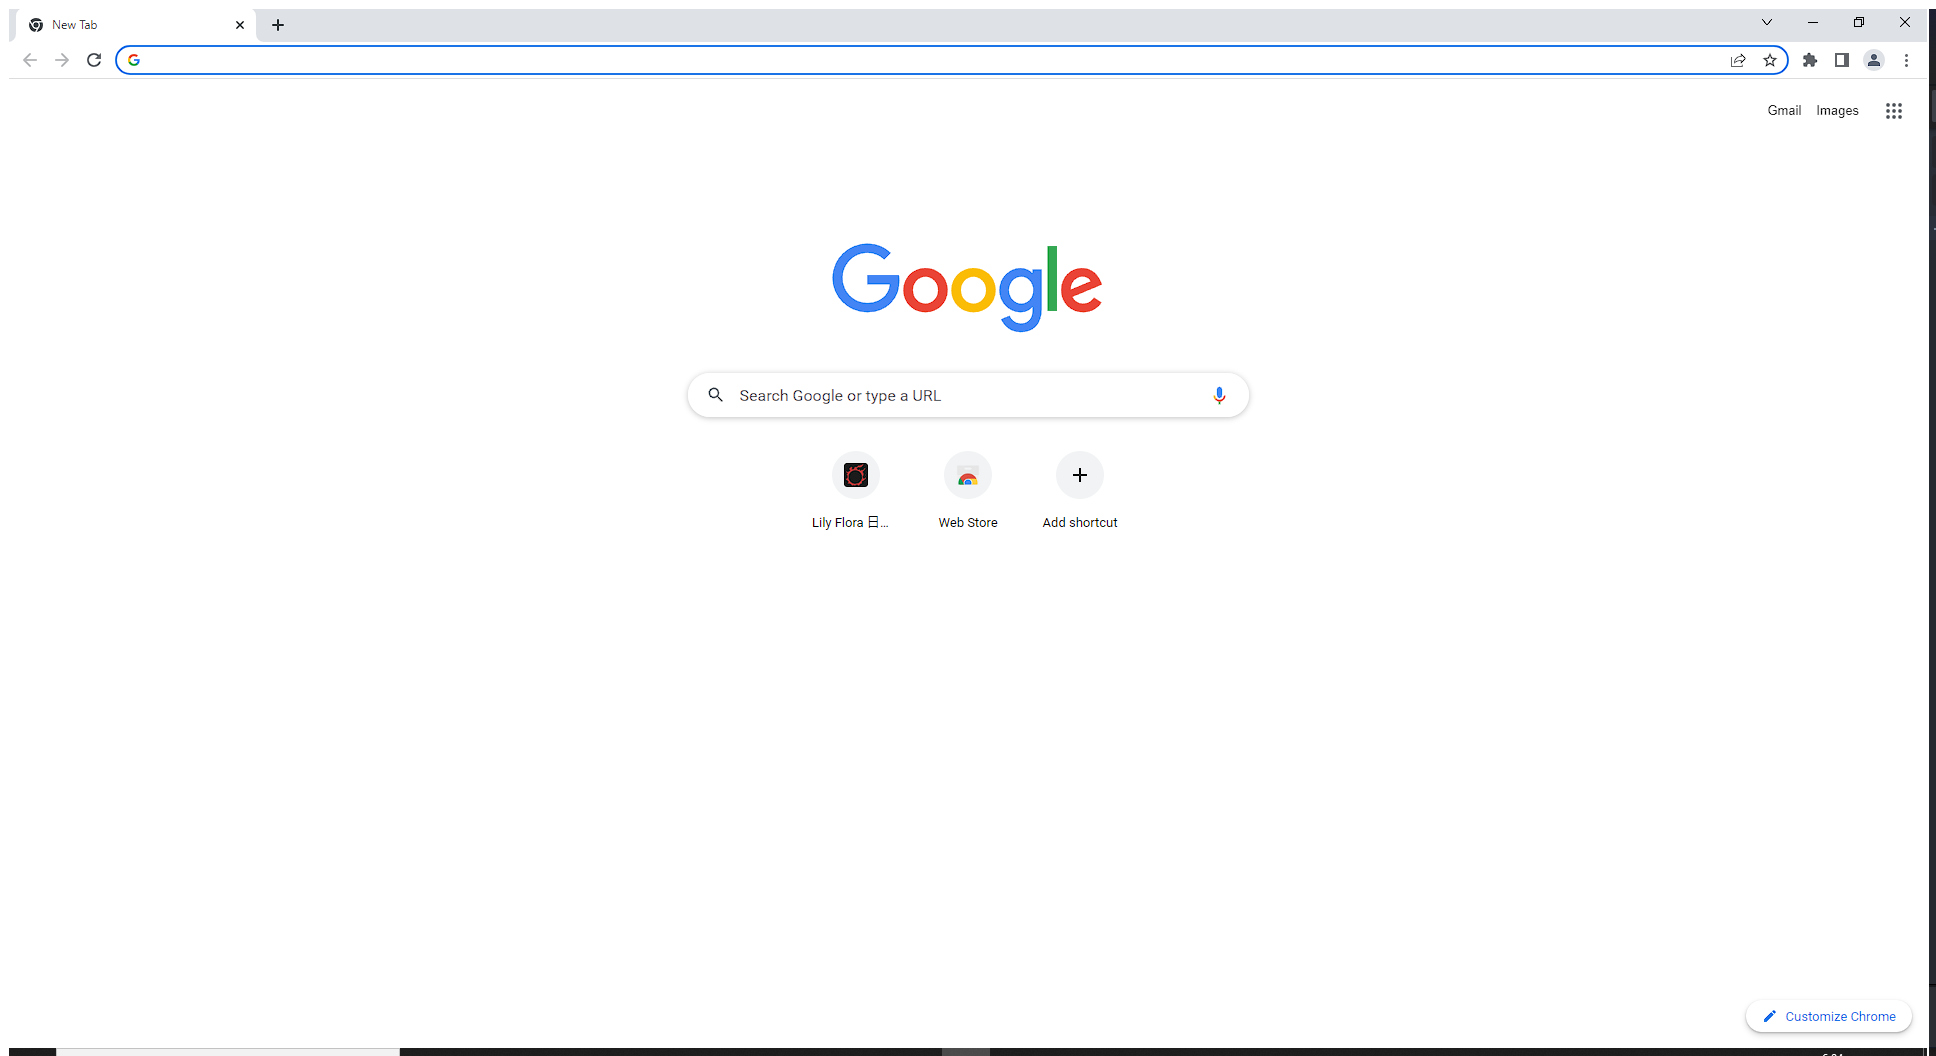 New Tab
Gmail Images
Google
Search Google or type a URL
Lily Flora 日...
Web Store
Add shortcut
Customize Chrome